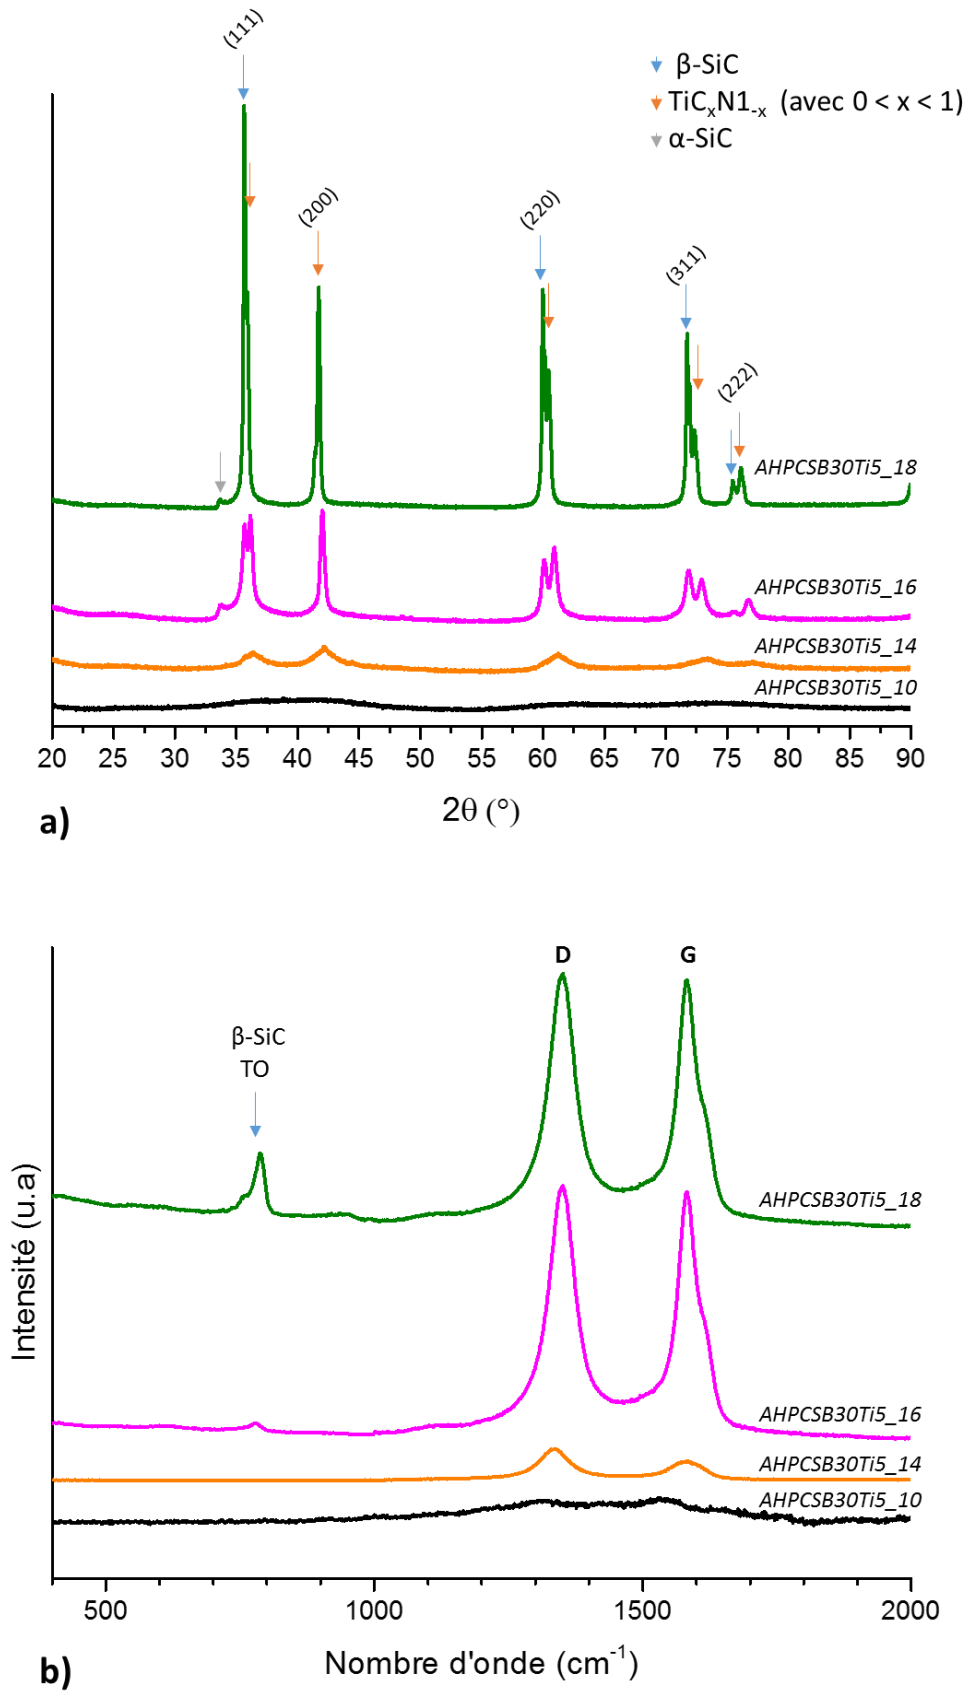 (111)
β-SiC
TiCxN1-x (avec 0 < x < 1)
α-SiC
(200)
(220)
(311)
(222)
AHPCSB30Ti5_18
AHPCSB30Ti5_16
AHPCSB30Ti5_14
AHPCSB30Ti5_10
20 25 30 35 40 45 50 55 60 65 70 75 80 85 90
2θ (°)
a)
D G
β-SiC
TO
AHPCSB30Ti5_18
AHPCSB30Ti5_16
AHPCSB30Ti5_14
AHPCSB30Ti5_10
Intensité (u.a)
500 1000 1500 2000
Nombre d'onde (cm-1)
b)